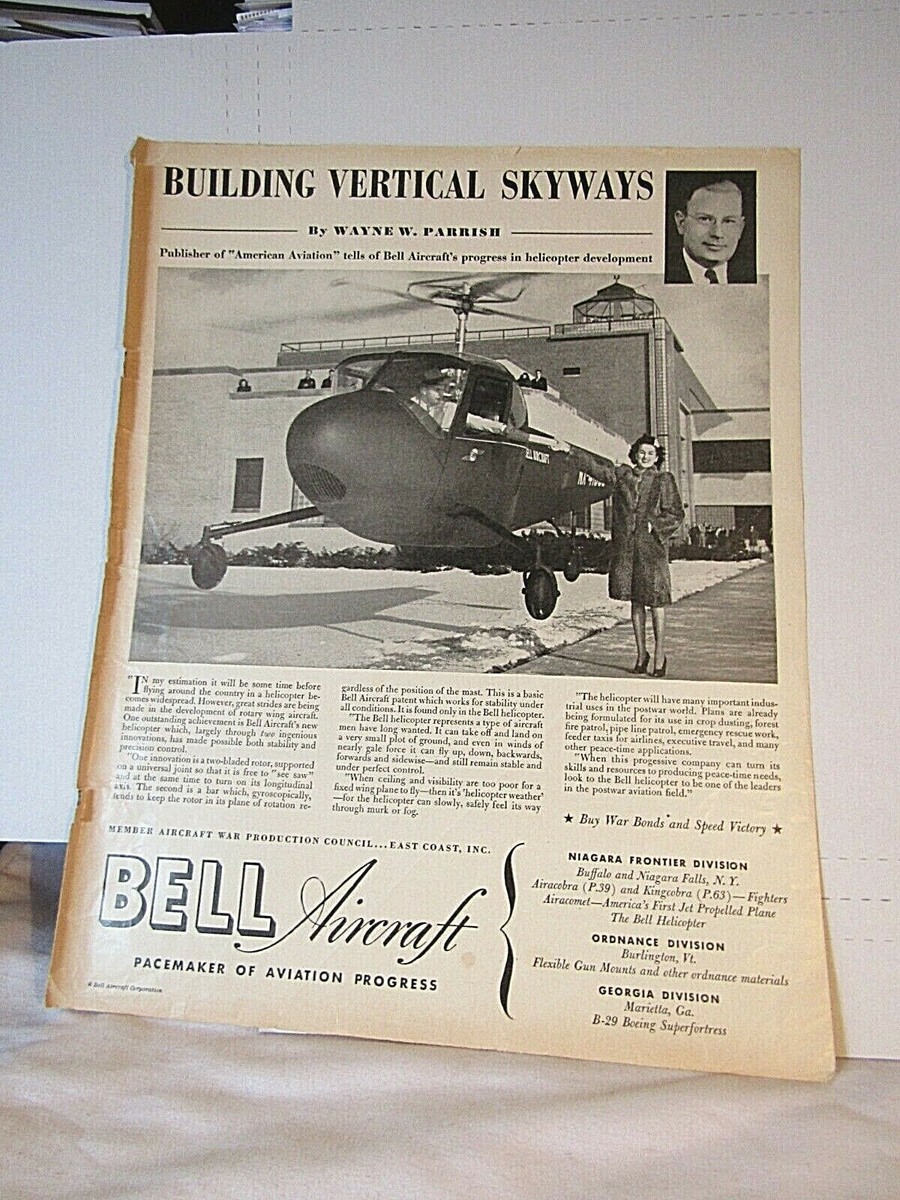 BUILDING VERTICAL SKYWAYS
By WAYNE W. PARRISH
Publisher of "American Aviation" tells of Bell Aircraft's progress in helicopter development
BELL AIRCRAFT
"IN my estimation it will be some time before
flying around the country in a helicopter be-
comes widespread. However, great strides are being
made in the development of rotary wing aircraft.
One outstanding achievement is Bell Aircraft's new
helicopter which, largely through two ingenious
innovations, has made possible both stability and
precision control.
"One innovation is a two-bladed rotor, supported
on a universal joint so that it is free to "see saw"
and at the same time to turn on its longitudinal
axis. The second is a bar which, gyroscopically,
tends to keep the rotor in its plane of rotation re-
gardless of the position of the mast. This is a basic
Bell Aircraft patent which works for stability under
all conditions. It is found only in the Bell helicopter.
"The Bell helicopter represents a type of aircraft
men have long wanted. It can take off and land on
a very small plot of ground, and even in winds of
nearly gale force it can fly up, down, backwards,
forwards and sidewise—and still remain stable and
under perfect control.
"When ceiling and visibility are too poor for a
fixed wing plane to fly—then it's 'helicopter weather'
—for the helicopter can slowly, safely feel its way
through murk or fog.
"The helicopter will have many important indus-
trial uses in the postwar world. Plans are already
being formulated for its use in crop dusting, forest
fire patrol, pipe line patrol, emergency rescue work,
feeder taxis for airlines, executive travel, and many
other peace-time applications.
"When this progessive company can turn its
skills and resources to producing peace-time needs,
look to the Bell helicopter to be one of the leaders
in the postwar aviation field."
★ Buy War Bonds and Speed Victory ★
MEMBER AIRCRAFT WAR PRODUCTION COUNCIL...EAST COAST, INC.
BELL Aircraft
PACEMAKER OF AVIATION PROGRESS
© Bell Aircraft Corporation
NIAGARA FRONTIER DIVISION
Buffalo and Niagara Falls, N. Y.
Airacobra (P.39) and Kingcobra (P.63)—Fighters
Airacomet—America's First Jet Propelled Plane
The Bell Helicopter
ORDNANCE DIVISION
Burlington, Vt.
Flexible Gun Mounts and other ordnance materials
GEORGIA DIVISION
Marietta, Ga.
B-29 Boeing Superfortress